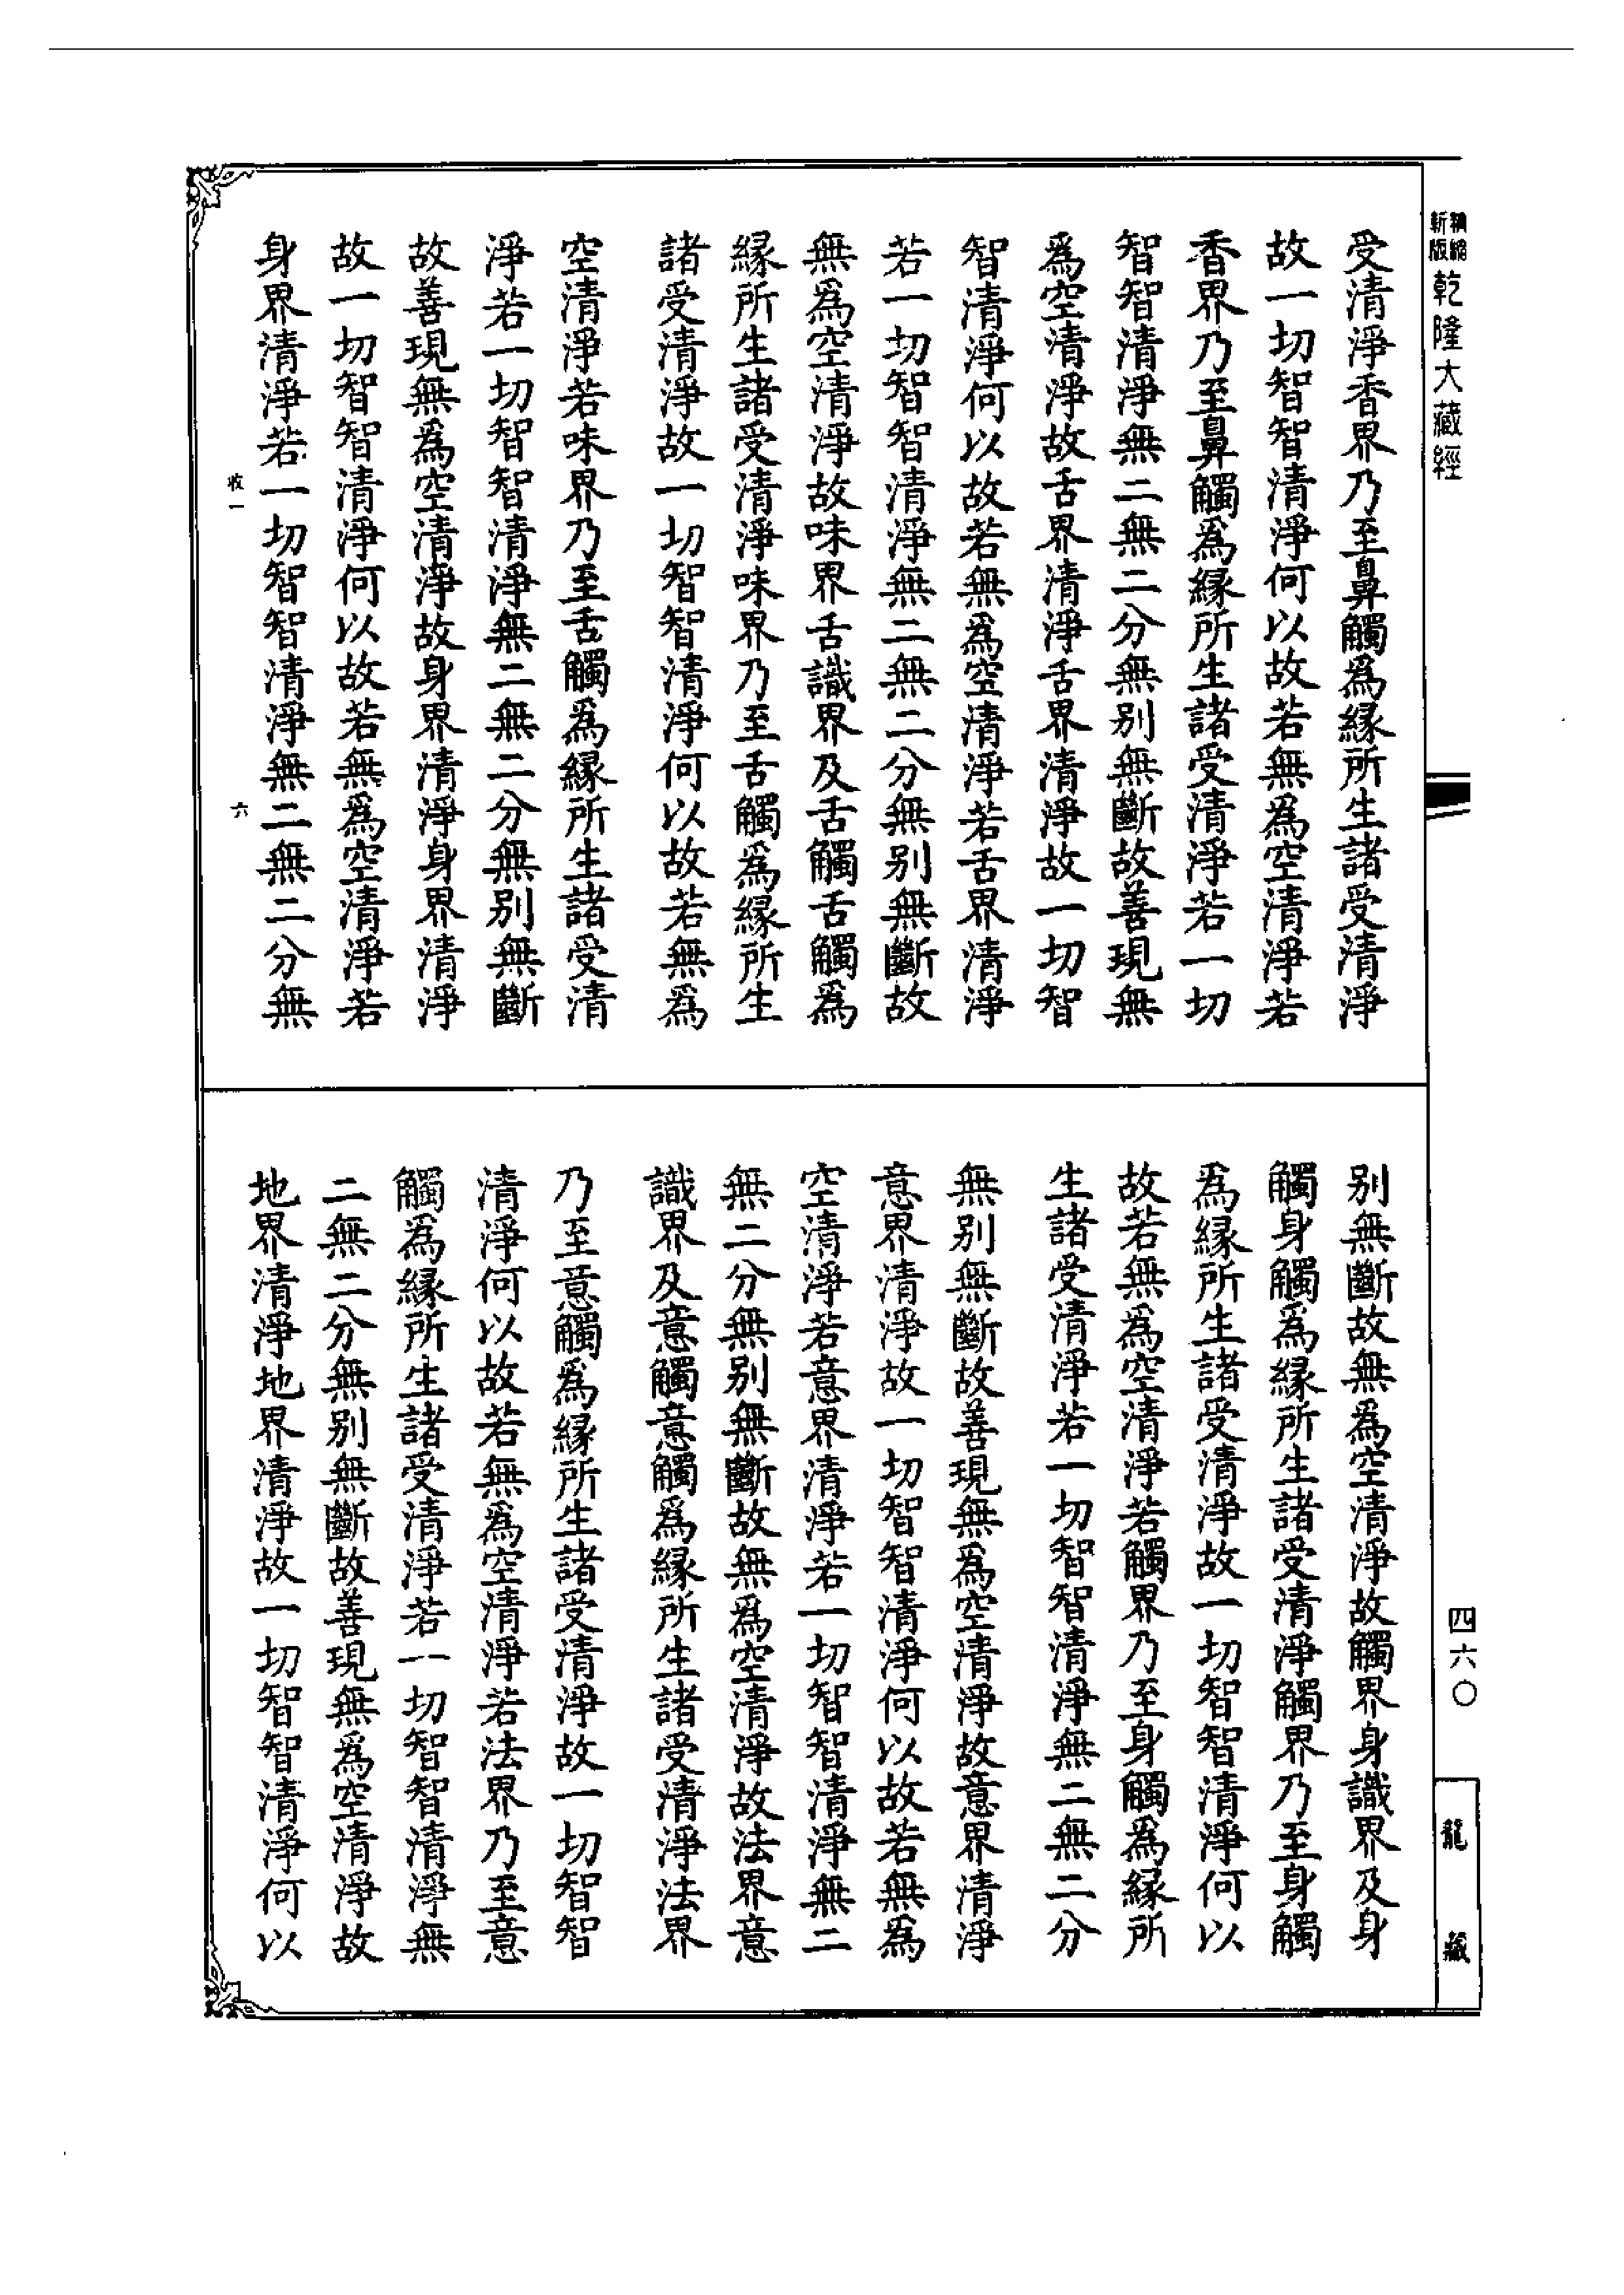 精縮
新版
乾隆大藏經
受清淨香界乃至鼻觸爲緣所生諸受清淨
故一切智智清淨何以故若無爲空清淨若
香界乃至鼻觸爲緣所生諸受清淨若一切
智智清淨無二無二分無别無斷故善現無
爲空清淨故舌界清淨舌界清淨故一切智
智清淨何以故若無爲空清淨若舌界清淨
若一切智智清淨無二無二分無别無斷故
無爲空清淨故味界舌識界及舌觸舌觸爲
緣所生諸受清淨味界乃至舌觸爲緣所生
諸受清淨故一切智智清淨何以故若無爲
空清淨若味界乃至舌觸爲緣所生諸受清
淨若一切智智清淨無二無二分無别無斷
故善現無爲空清淨故身界清淨身界清淨
故一切智智清淨何以故若無爲空清淨若
身界清淨若一切智智清淨無二無二分無
收一
六
别無斷故無爲空清淨故觸界身識界及身
觸身觸爲緣所生諸受清淨觸界乃至身觸
爲緣所生諸受清淨故一切智智清淨何以
故若無爲空清淨若觸界乃至身觸爲緣所
生諸受清淨若一切智智清淨無二無二分
無别無斷故善現無爲空清淨故意界清淨
意界清淨故一切智智清淨何以故若無爲
空清淨若意界清淨若一切智智清淨無二
無二分無别無斷故無爲空清淨故法界意
識界及意觸意觸爲緣所生諸受清淨法界
乃至意觸爲緣所生諸受清淨故一切智智
清淨何以故若無爲空清淨若法界乃至意
觸爲緣所生諸受清淨若一切智智清淨無
二無二分無别無斷故善現無爲空清淨故
地界清淨地界清淨故一切智智清淨何以
四六〇
龍藏